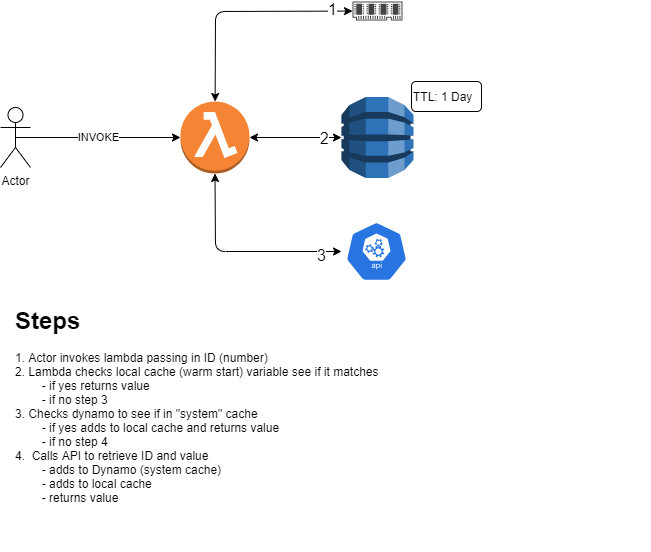 1
TTL: 1 Day
INVOKE
2
Actor
3
api
Steps
1. Actor invokes lambda passing in ID (number)
2. Lambda checks local cache (warm start) variable see if it matches
- if yes returns value
- if no step 3
3. Checks dynamo to see if in "system" cache
- if yes adds to local cache and returns value
- if no step 4
4.  Calls API to retrieve ID and value
- adds to Dynamo (system cache)
- adds to local cache
- returns value